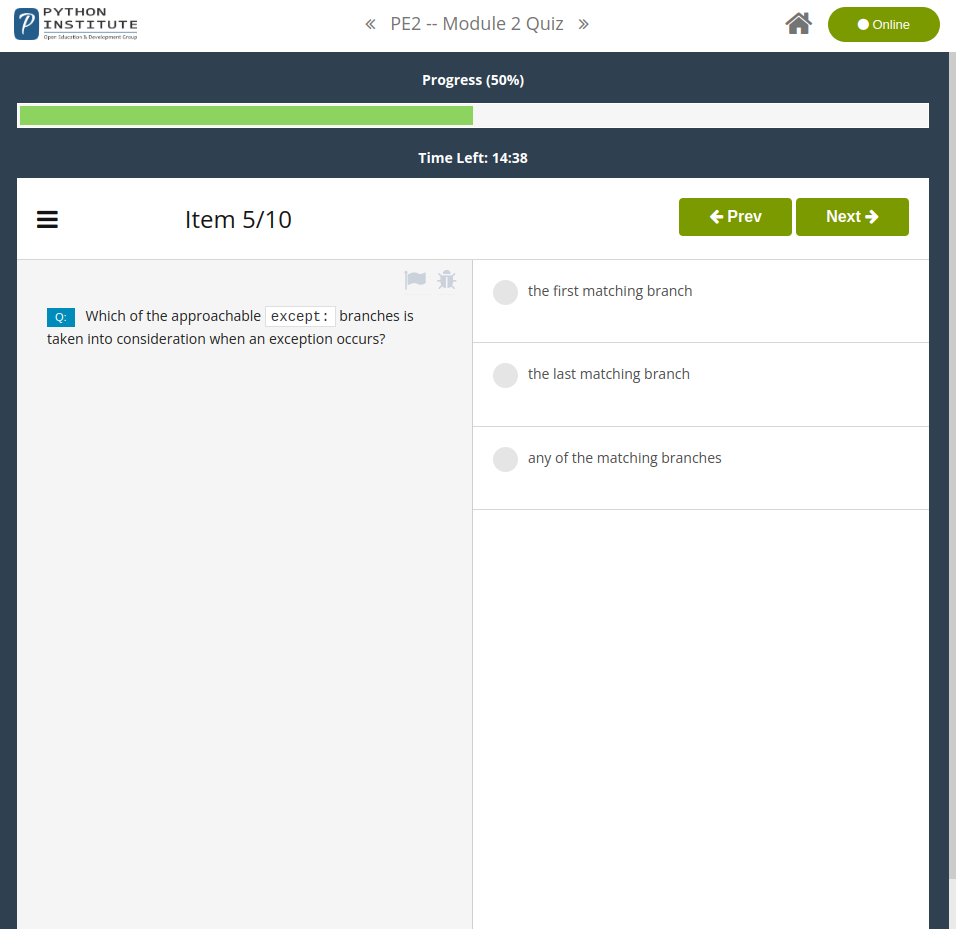 PYTHON
INSTITUTE
Open Education & Development Group
« PE2 -- Module 2 Quiz »
Online
Progress (50%)
Time Left: 14:38
Item 5/10
Prev
Next
Q: Which of the approachable except: branches is
taken into consideration when an exception occurs?
the first matching branch
the last matching branch
any of the matching branches